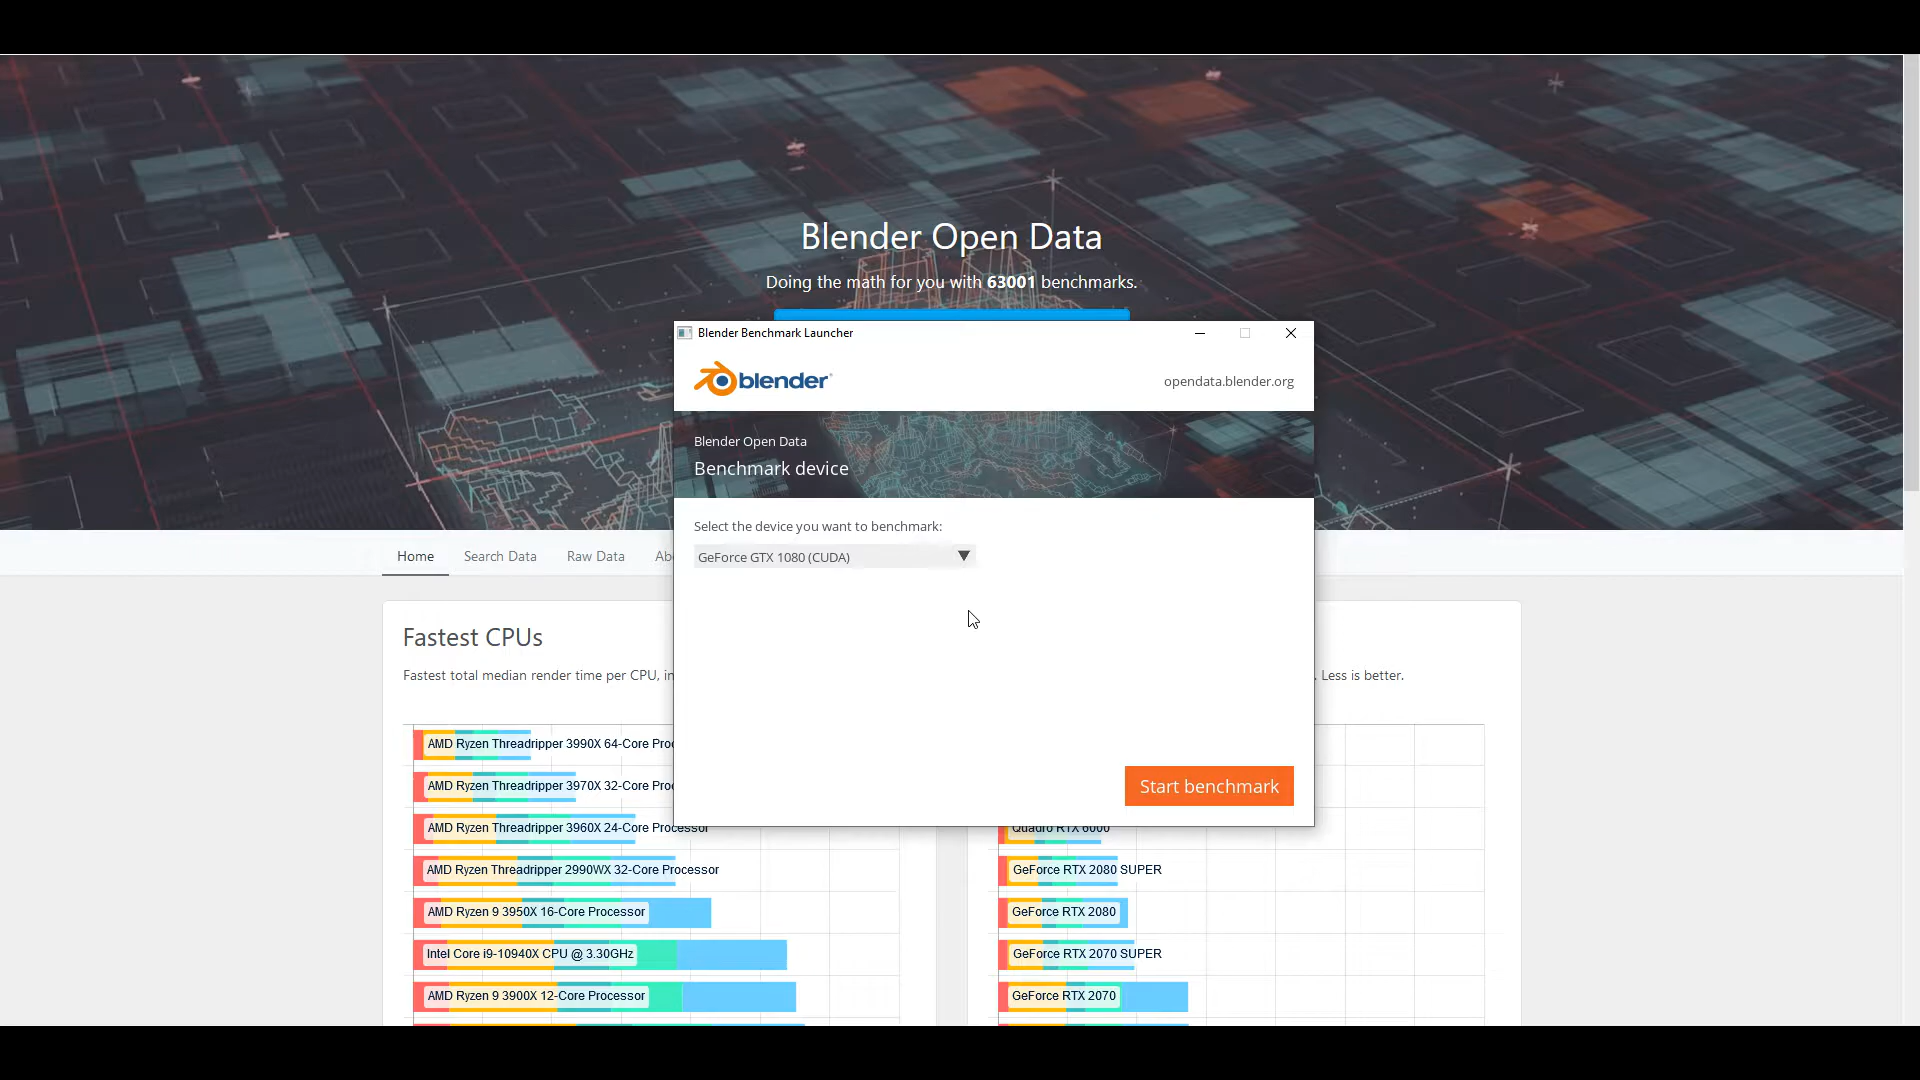 Blender Open Data
Doing the math for you with 63001 benchmarks.
Blender Benchmark Launcher
blender
opendata.blender.org
Blender Open Data
Benchmark device
Select the device you want to benchmark:
GeForce GTX 1080 (CUDA)
Start benchmark
Home Search Data Raw Data
Fastest CPUs
Fastest total median render time per CPU,
. Less is better.
AMD Ryzen Threadripper 3990X 64-Core
AMD Ryzen Threadripper 3970X 32-Core
AMD Ryzen Threadripper 3960X 24-Core Processor
AMD Ryzen Threadripper 2990WX 32-Core Processor
AMD Ryzen 9 3950X 16-Core Processor
Intel Core i9-10940X CPU @ 3.30GHz
AMD Ryzen 9 3900X 12-Core Processor
Quadro RTX 6000
GeForce RTX 2080 SUPER
GeForce RTX 2080
GeForce RTX 2070 SUPER
GeForce RTX 2070